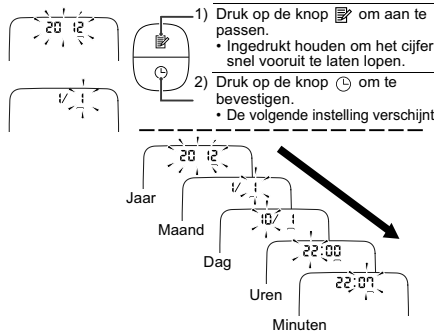 20 12
1/ 1
1) Druk op de knop om aan te
passen.
• Ingedrukt houden om het cijfer
snel vooruit te laten lopen.
2) Druk op de knop om te
bevestigen.
• De volgende instelling verschijnt
20 12
Jaar
1/ 1
Maand
10/ 1
Dag
22:00
Uren
22:07
Minuten